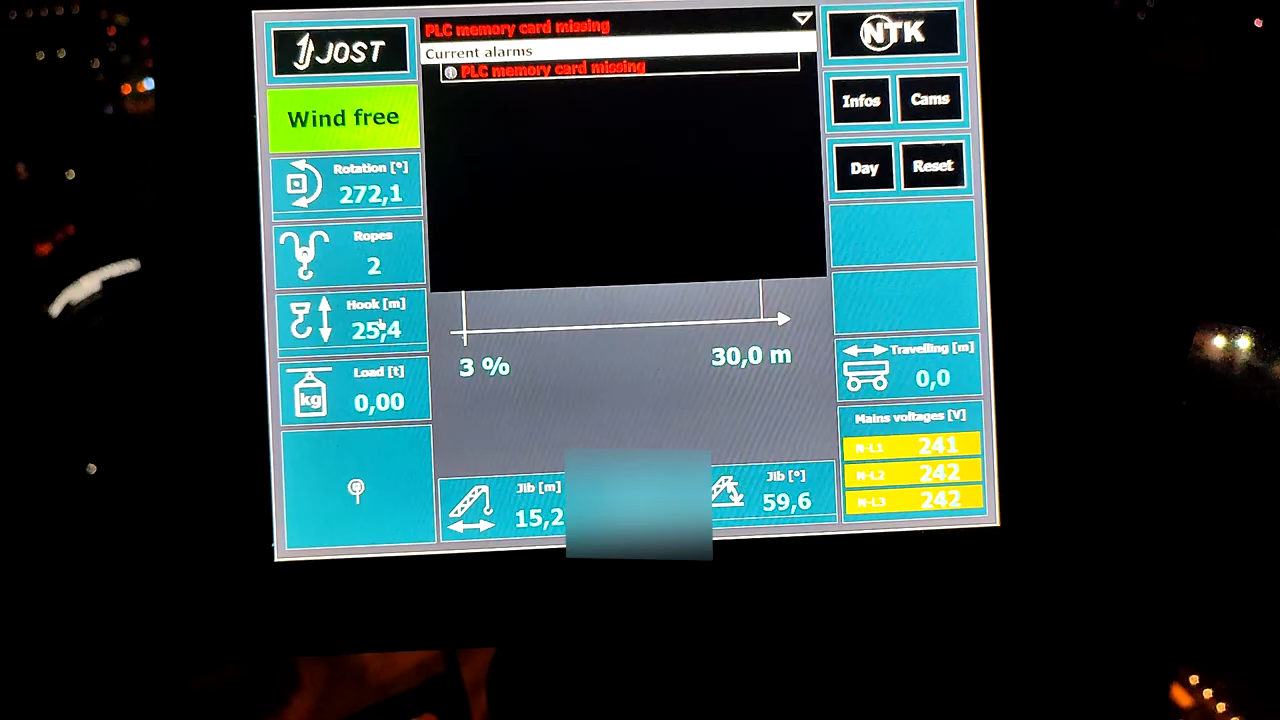 JOST
Wind free
Rotation [°]
272,1
Ropes
2
Hook [m]
25,4
Load [t]
kg
0,00
PLC memory card missing
Current alarms
PLC memory card missing
3 %
30,0 m
Jib [m]
15,2
Jib [°]
59,6
NTK
Infos
Cams
Day
Reset
Travelling [m]
0,0
Mains voltages [V]
N-L1 241
N-L2 242
N-L3 242